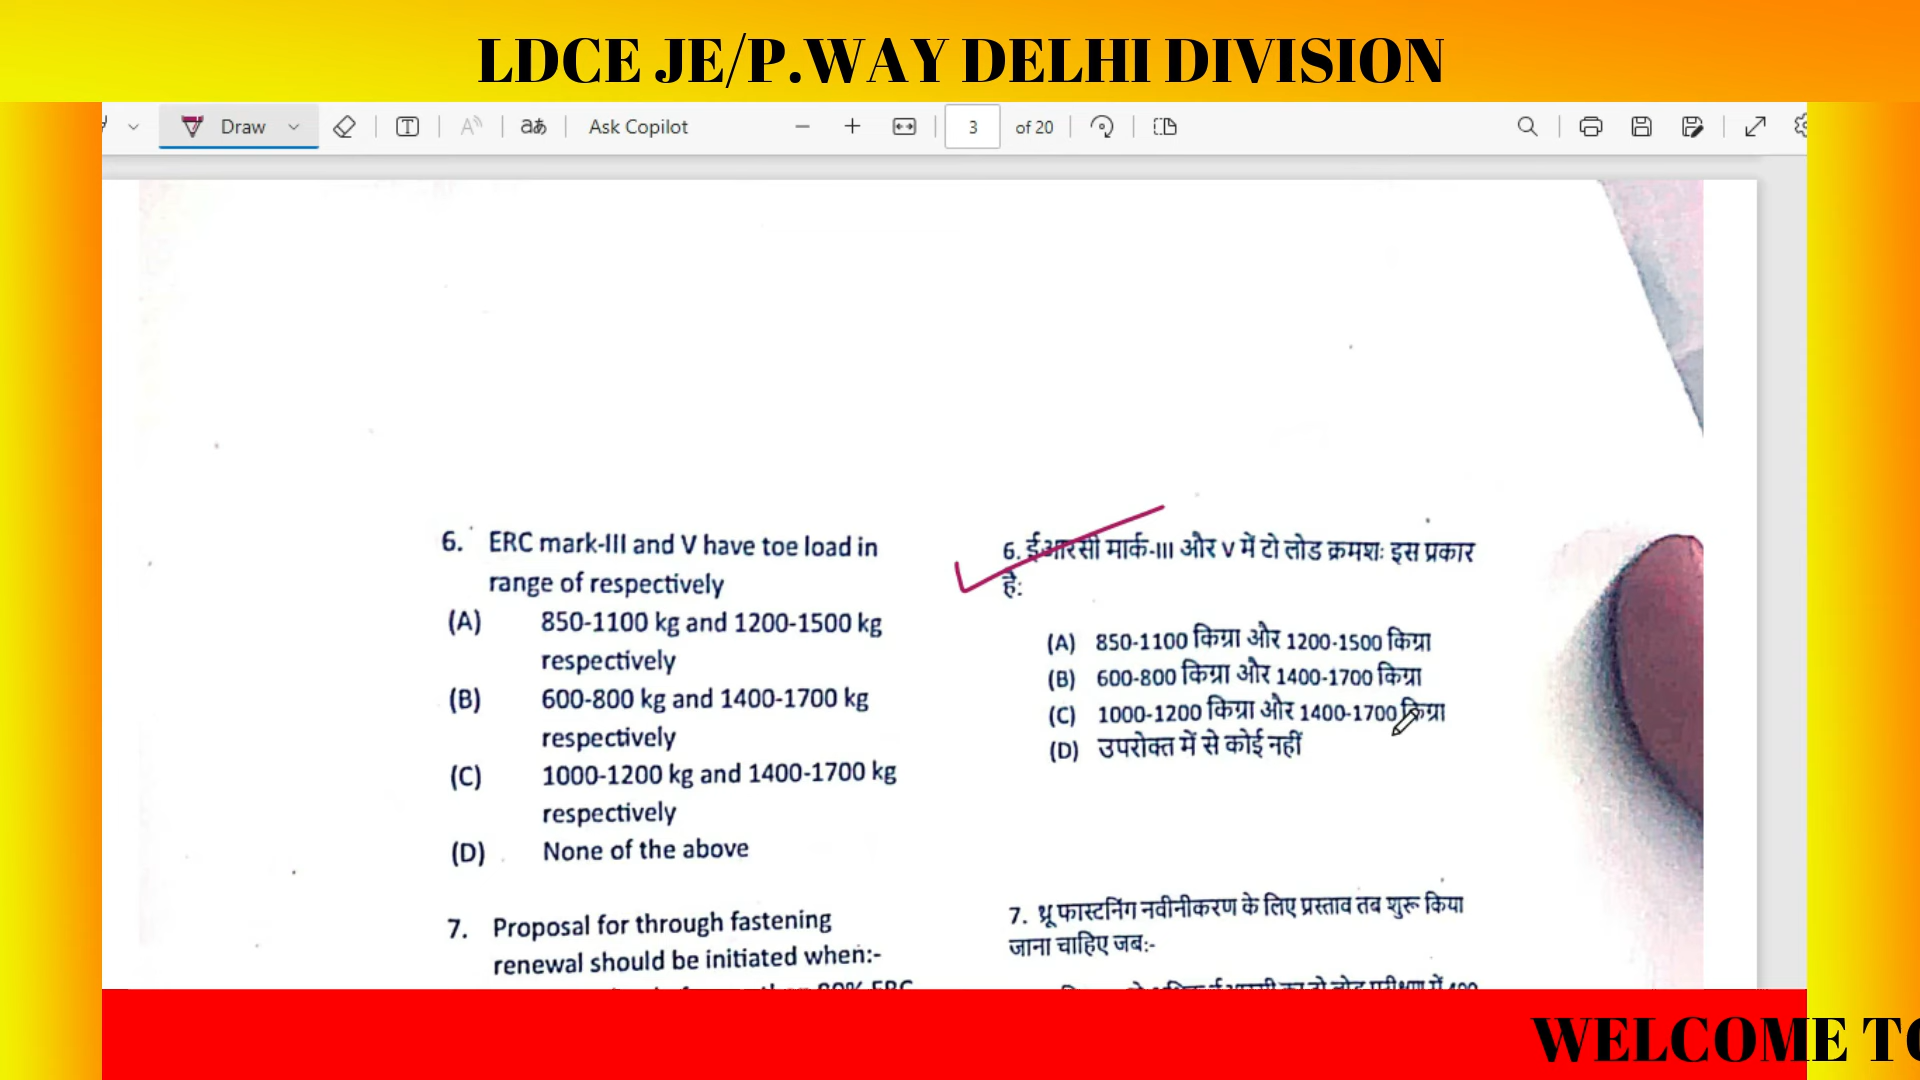 LDCE JE/P.WAY DELHI DIVISION
Draw
Ask Copilot
3 of 20
6. ERC mark-III and V have toe load in
range of respectively
(A) 850-1100 kg and 1200-1500 kg
respectively
(B) 600-800 kg and 1400-1700 kg
respectively
(C) 1000-1200 kg and 1400-1700 kg
respectively
(D) None of the above
7. Proposal for through fastening
renewal should be initiated when:-
6. ईआरसी मार्क-III और V में टो लोड क्रमशः इस प्रकार
है:
(A) 850-1100 किग्रा और 1200-1500 किग्रा
(B) 600-800 किग्रा और 1400-1700 किग्रा
(C) 1000-1200 किग्रा और 1400-1700 किग्रा
(D) उपरोक्त में से कोई नहीं
7. थ्रू फास्टनिंग नवीनीकरण के लिए प्रस्ताव तब शुरू किया
जाना चाहिए जब:-
WELCOME TO